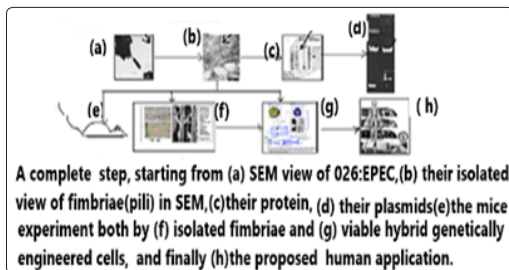 (a)
(b)
(c)
(d)
(e)
(f)
(g)
(h)
A complete step, starting from (a) SEM view of 026:EPEC,(b) their isolated
view of fimbriae(pili) in SEM,(c)their protein, (d) their plasmids(e)the mice
experiment both by (f) isolated fimbriae and (g) viable hybrid genetically
engineered cells, and finally (h)the proposed human application.